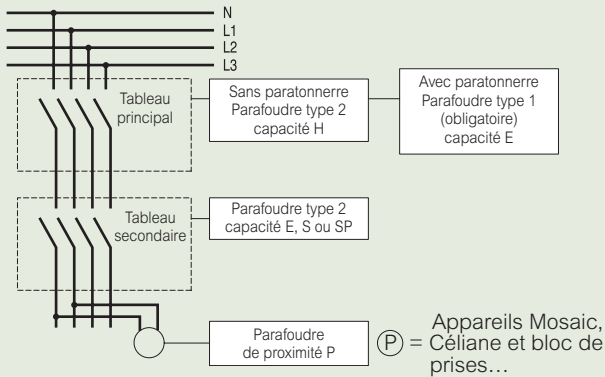 N
L1
L2
L3
Tableau
principal
Sans paratonnerre
Parafoudre type 2
capacité H
Avec paratonnerre
Parafoudre type 1
(obligatoire)
capacité E
Tableau
secondaire
Parafoudre type 2
capacité E, S ou SP
Parafoudre
de proximité P
Appareils Mosaic,
P = Céliane et bloc de
prises…